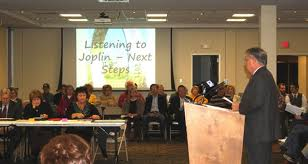 Listening to
Joplin – Next
Steps